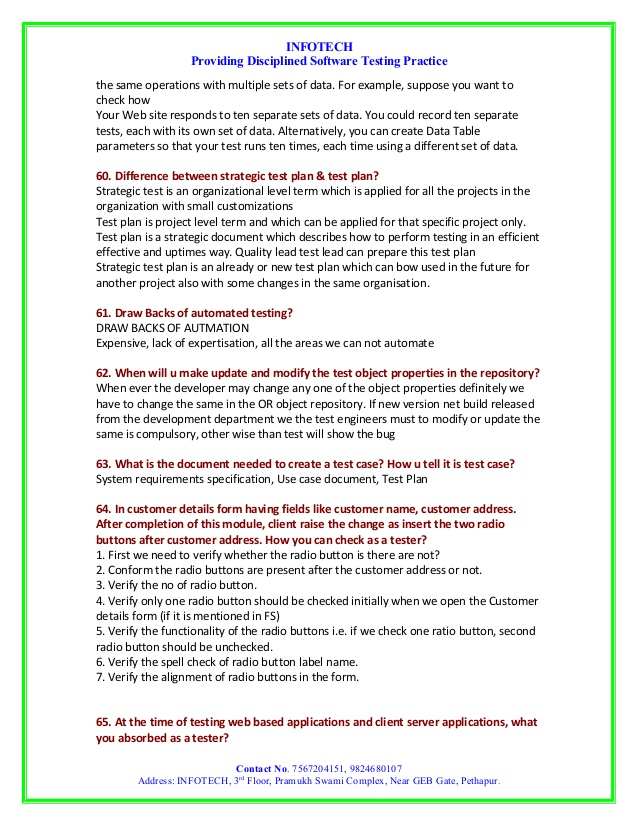 INFOTECH
Providing Disciplined Software Testing Practice
the same operations with multiple sets of data. For example, suppose you want to
check how
Your Web site responds to ten separate sets of data. You could record ten separate
tests, each with its own set of data. Alternatively, you can create Data Table
parameters so that your test runs ten times, each time using a different set of data.
60. Difference between strategic test plan & test plan?
Strategic test is an organizational level term which is applied for all the projects in the
organization with small customizations
Test plan is project level term and which can be applied for that specific project only.
Test plan is a strategic document which describes how to perform testing in an efficient
effective and uptimes way. Quality lead test lead can prepare this test plan
Strategic test plan is an already or new test plan which can bow used in the future for
another project also with some changes in the same organisation.
61. Draw Backs of automated testing?
DRAW BACKS OF AUTMATION
Expensive, lack of expertisation, all the areas we can not automate
62. When will u make update and modify the test object properties in the repository?
When ever the developer may change any one of the object properties definitely we
have to change the same in the OR object repository. If new version net build released
from the development department we the test engineers must to modify or update the
same is compulsory, other wise than test will show the bug
63. What is the document needed to create a test case? How u tell it is test case?
System requirements specification, Use case document, Test Plan
64. In customer details form having fields like customer name, customer address.
After completion of this module, client raise the change as insert the two radio
buttons after customer address. How you can check as a tester?
1. First we need to verify whether the radio button is there are not?
2. Conform the radio buttons are present after the customer address or not.
3. Verify the no of radio button.
4. Verify only one radio button should be checked initially when we open the Customer
details form (if it is mentioned in FS)
5. Verify the functionality of the radio buttons i.e. if we check one ratio button, second
radio button should be unchecked.
6. Verify the spell check of radio button label name.
7. Verify the alignment of radio buttons in the form.
65. At the time of testing web based applications and client server applications, what
you absorbed as a tester?
Contact No. 7567204151, 9824680107
Address: INFOTECH, 3rd Floor, Pramukh Swami Complex, Near GEB Gate, Pethapur.